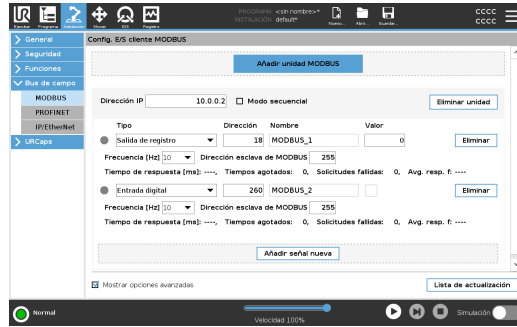 PROGRAMA <sin nombre>*
INSTALACIÓN default*
CCCC
CCCC
Ejecutar Programa Instalación Mover E/S Registro Nuevo... Abrir... Guardar...
General
Config. E/S cliente MODBUS
Seguridad
Funciones
Añadir unidad MODBUS
Bus de campo
MODBUS
PROFINET
IP/EtherNet
URCaps
Dirección IP 10.0.0.2 Modo secuencial Eliminar unidad
Tipo Dirección Nombre Valor
Salida de registro 18 MODBUS_1 0 Eliminar
Frecuencia [Hz] 10 Dirección esclava de MODBUS 255
Tiempo de respuesta [ms]: ----, Tiempos agotados: 0, Solicitudes fallidas: 0, Avg. resp. f: ----
Entrada digital 260 MODBUS_2 Eliminar
Frecuencia [Hz] 10 Dirección esclava de MODBUS 255
Tiempo de respuesta [ms]: ----, Tiempos agotados: 0, Solicitudes fallidas: 0, Avg. resp. f: ----
Añadir señal nueva
Mostrar opciones avanzadas
Lista de actualización
Normal
Velocidad 100%
Simulación